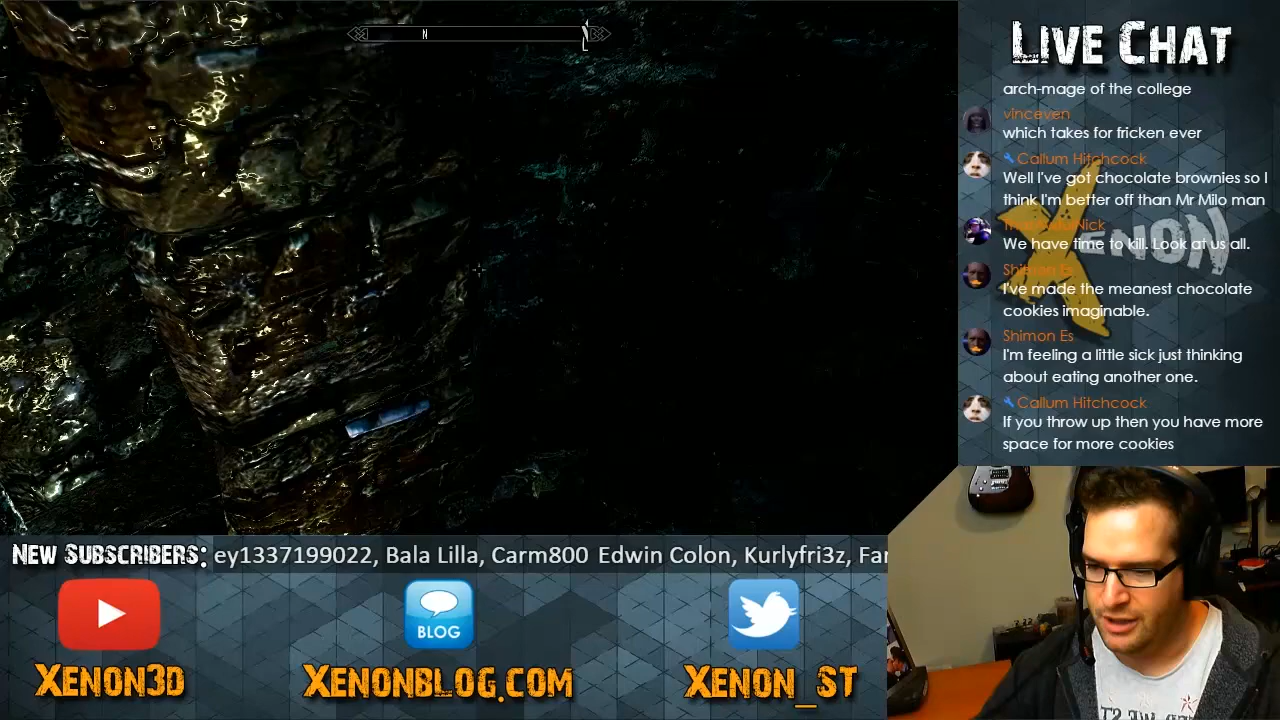 N
LIVE CHAT
arch-mage of the college
vinceven
which takes for fricken ever
Callum Hitchcock
Well I've got chocolate brownies so I
think I'm better off than Mr Milo man
Nick
We have time to kill. Look at us all.
Shimon Es
I've made the meanest chocolate
cookies imaginable.
Shimon Es
I'm feeling a little sick just thinking
about eating another one.
Callum Hitchcock
If you throw up then you have more
space for more cookies
XENON
NEW SUBSCRIBERS: ey1337199022, Bala Lilla, Carm800 Edwin Colon, Kurlyfri3z, Far
BLOG
XENON3D
XENONBLOG.COM
XENON_ST